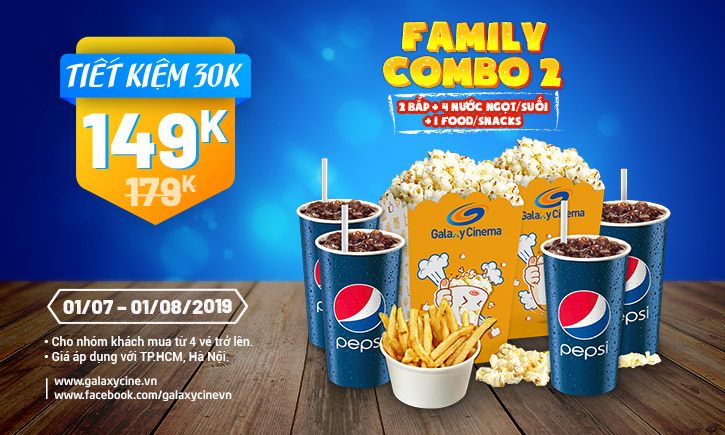 TIẾT KIỆM 30K
149K
179K
FAMILY
COMBO 2
2 BẮP + 4 NƯỚC NGỌT/SUỐI
+ 1 FOOD/SNACKS
Galaxy Cinema
Galaxy Cinema
pepsi
pepsi
pepsi
pepsi
01/07 – 01/08/2019
• Cho nhóm khách mua từ 4 vé trở lên.
• Giá áp dụng với TP.HCM, Hà Nội.
www.galaxycine.vn
www.facebook.com/galaxycinevn